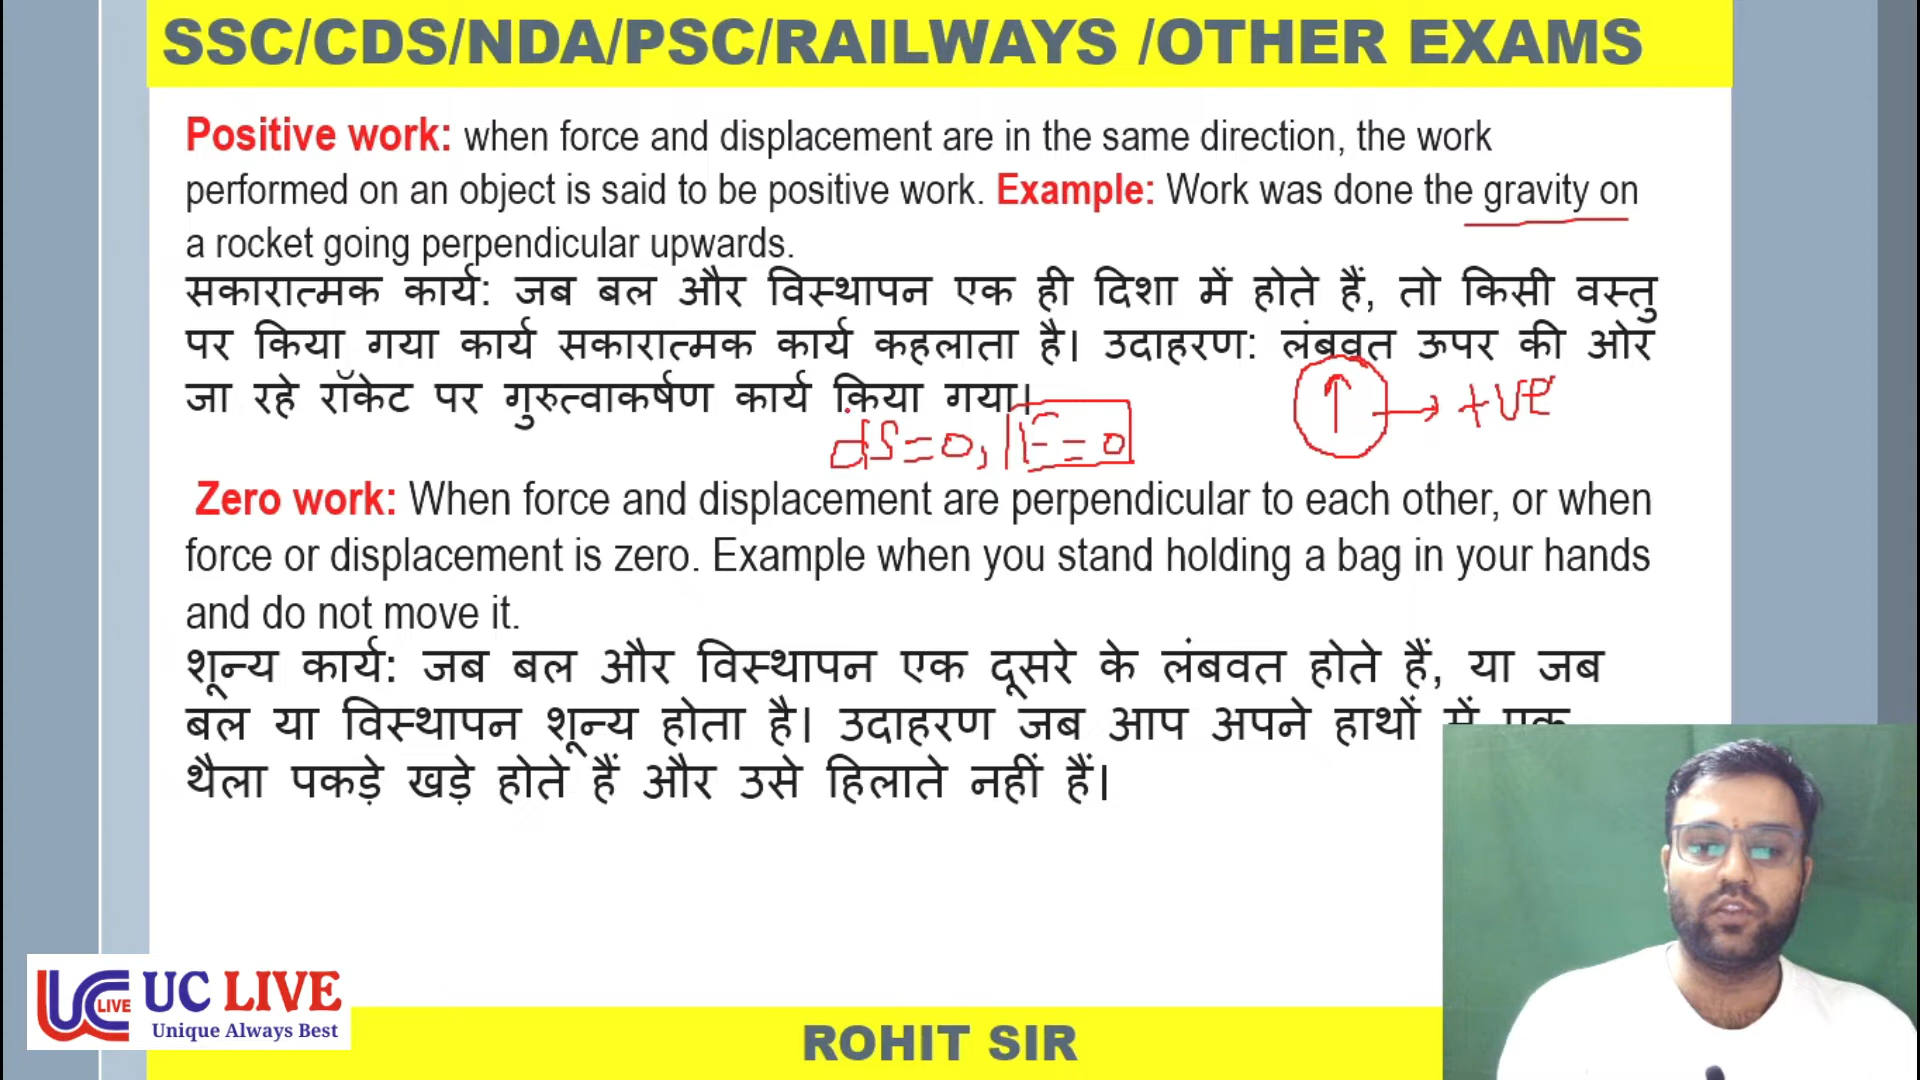 SSC/CDS/NDA/PSC/RAILWAYS /OTHER EXAMS
Positive work: when force and displacement are in the same direction, the work
performed on an object is said to be positive work. Example: Work was done the gravity on
a rocket going perpendicular upwards.
सकारात्मक कार्य: जब बल और विस्थापन एक ही दिशा में होते हैं, तो किसी वस्तु
पर किया गया कार्य सकारात्मक कार्य कहलाता है। उदाहरण: लंबवत ऊपर की ओर
जा रहे रॉकेट पर गुरुत्वाकर्षण कार्य किया गया।
+ve
ds=0, F=0
Zero work: When force and displacement are perpendicular to each other, or when
force or displacement is zero. Example when you stand holding a bag in your hands
and do not move it.
शून्य कार्य: जब बल और विस्थापन एक दूसरे के लंबवत होते हैं, या जब
बल या विस्थापन शून्य होता है। उदाहरण जब आप अपने हाथों
थैला पकड़े खड़े होते हैं और उसे हिलाते नहीं हैं।
LIVE UC LIVE
Unique Always Best
ROHIT SIR